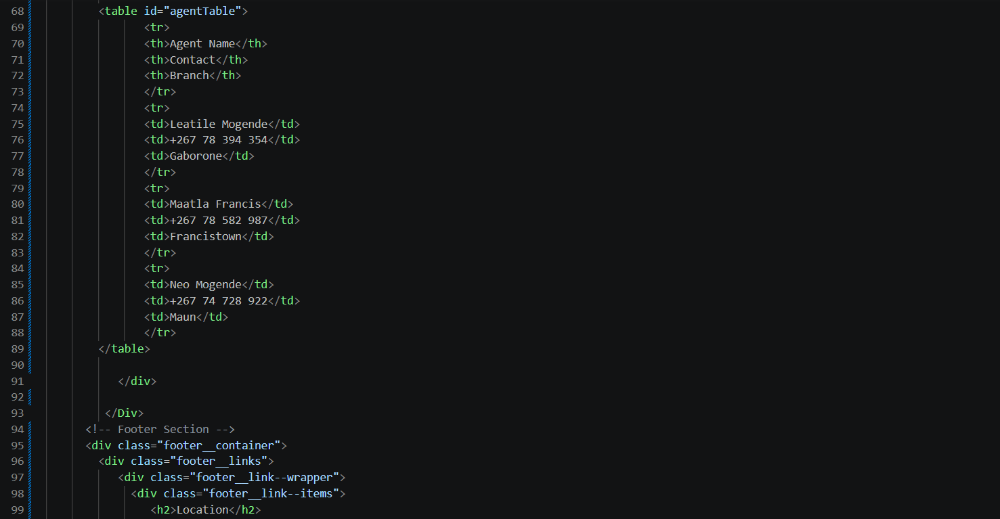 68 <table id="agentTable">
69 <tr>
70 <th>Agent Name</th>
71 <th>Contact</th>
72 <th>Branch</th>
73 </tr>
74 <tr>
75 <td>Leatile Mogende</td>
76 <td>+267 78 394 354</td>
77 <td>Gaborone</td>
78 </tr>
79 <tr>
80 <td>Maatla Francis</td>
81 <td>+267 78 582 987</td>
82 <td>Francistown</td>
83 </tr>
84 <tr>
85 <td>Neo Mogende</td>
86 <td>+267 74 728 922</td>
87 <td>Maun</td>
88 </tr>
89 </table>
90
91 </div>
92
93 </Div>
94 <!-- Footer Section -->
95 <div class="footer__container">
96 <div class="footer__links">
97 <div class="footer__link--wrapper">
98 <div class="footer__link--items">
99 <h2>Location</h2>